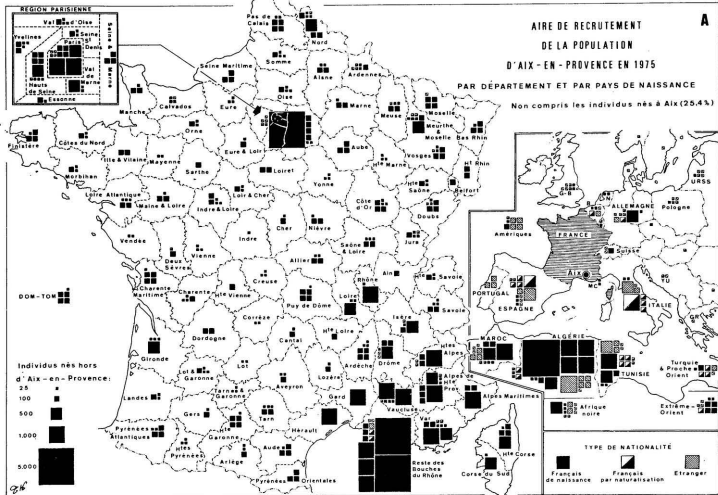 A
AIRE DE RECRUTEMENT
DE LA POPULATION
D'AIX-EN-PROVENCE EN 1975
PAR DÉPARTEMENT ET PAR PAYS DE NAISSANCE
Non compris les individus nés à Aix (25.4%)
REGION PARISIENNE
Val d'Oise
Yvelines
Seine St Denis
Paris
Seine & Marne
Val de Marne
Hauts de Seine
Essonne
Pas de Calais
Nord
Somme
Seine Maritime
Aisne
Ardennes
Oise
Manche
Calvados
Eure
Marne
Meuse
Moselle
Meurthe & Moselle
Bas Rhin
Orne
Finistère
Côtes du Nord
Ille & Vilaine
Mayenne
Eure & Loir
Aube
Hte Marne
Vosges
Ht Rhin
Morbihan
Sarthe
Loiret
Yonne
Hte Saône
Belfort
Loire Atlantique
Maine & Loire
Indre & Loire
Loir & Cher
Côte d'Or
Doubs
Cher
Nièvre
Vendée
Deux Sèvres
Vienne
Indre
Saône & Loire
Jura
Allier
Ain
Hte Savoie
DOM-TOM
Charente Maritime
Charente
Hte Vienne
Creuse
Puy de Dôme
Rhône
Loire
Savoie
Corrèze
Isère
Gironde
Dordogne
Cantal
Hte Loire
Htes Alpes
Ardèche
Drôme
Lot & Garonne
Lot
Lozère
Aveyron
Alpes de Hte Prov
Alpes Maritimes
Landes
Tarn & Garonne
Gard
Vaucluse
Gers
Tarn
Hérault
Var
Pyrénées Atlantiques
Hte Garonne
Htes Pyrénées
Aude
Ariège
Pyrénées Orientales
Reste des Bouches du Rhône
Hte Corse
Corse du Sud
Individus nés hors
d'Aix-en-Provence:
25
100
500
1.000
5.000
G-B
ALLEMAGNE
Pologne
URSS
Amériques
FRANCE
Suisse
Aix
MC
TU
PORTUGAL
ESPAGNE
ITALIE
GR
MAROC
ALGÉRIE
TUNISIE
Turquie & Proche Orient
Afrique noire
Extrême-Orient
TYPE DE NATIONALITÉ
Français de naissance
Français par naturalisation
Etranger